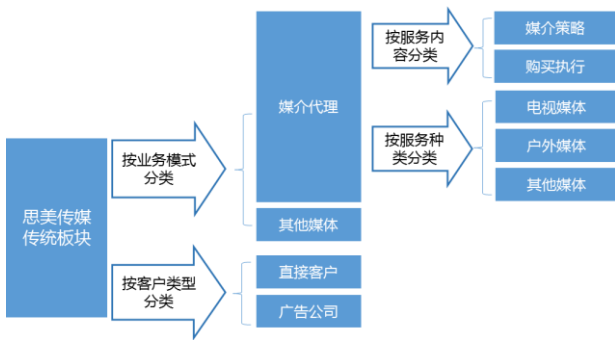 思美传媒
传统板块
按业务模式
分类
按客户类型
分类
媒介代理
其他媒体
直接客户
广告公司
按服务内
容分类
按服务种
类分类
媒介策略
购买执行
电视媒体
户外媒体
其他媒体